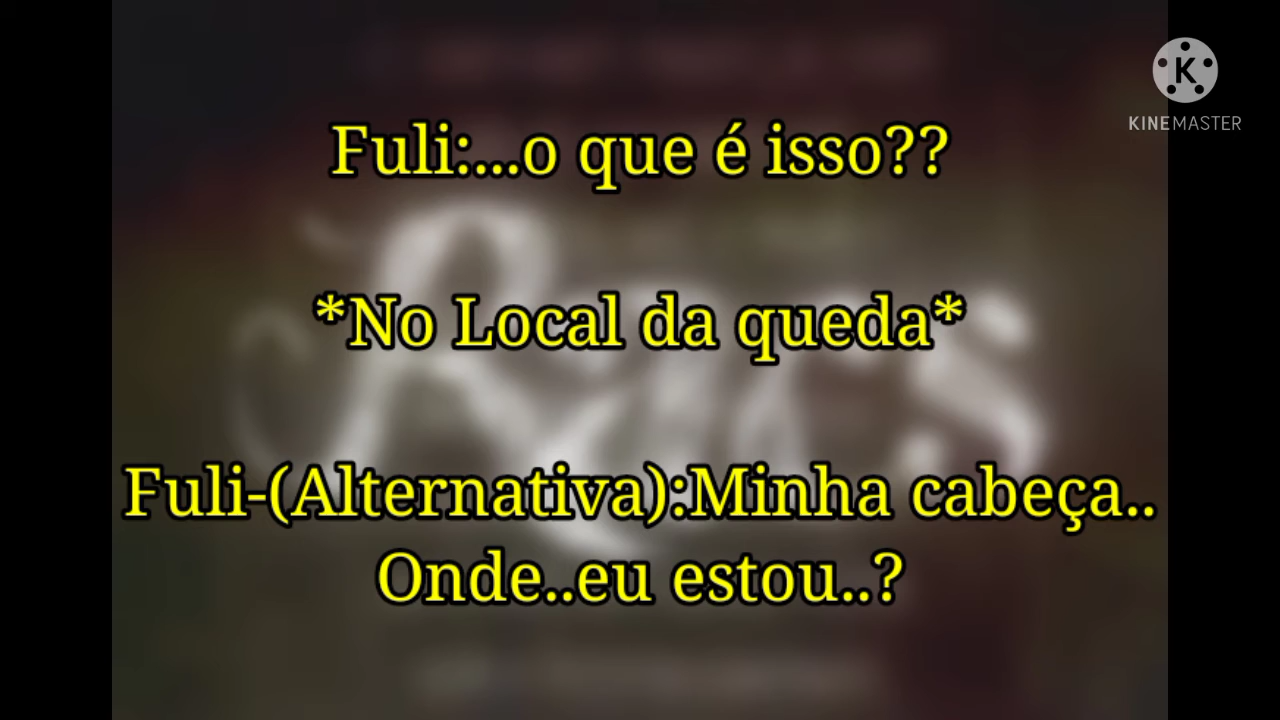 K
KINEMASTER
Fuli:...o que é isso??
*No Local da queda*
Fuli-(Alternativa):Minha cabeça..
Onde..eu estou..?